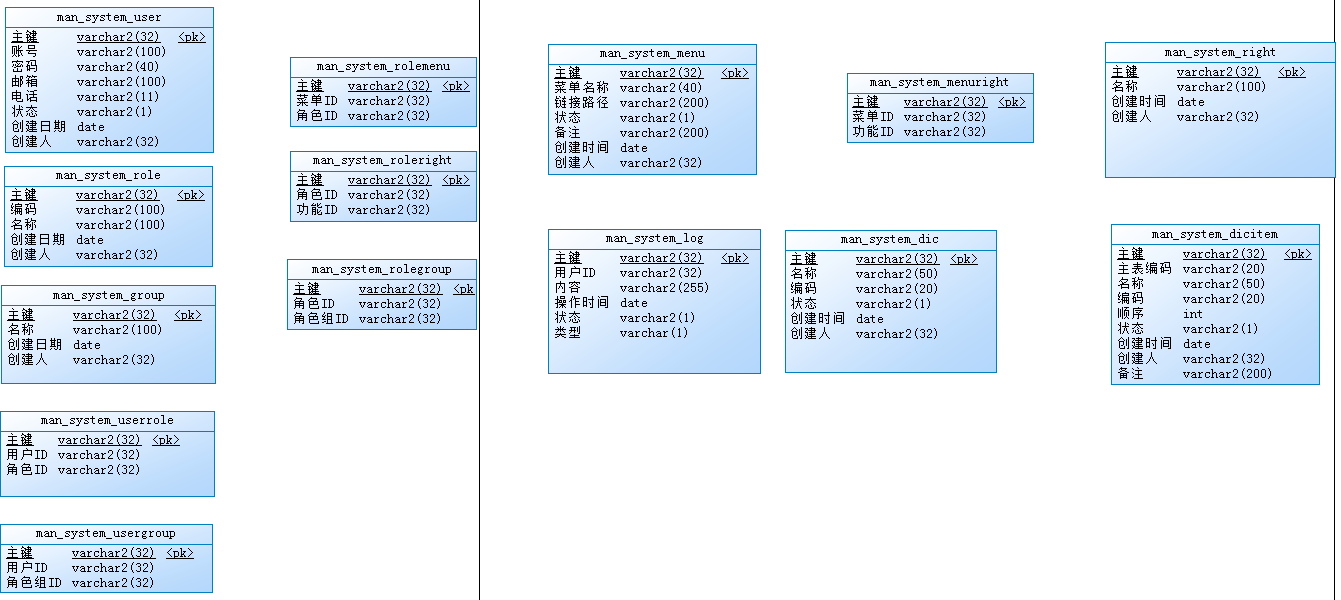 man_system_user
主键 varchar2(32) <pk>
账号 varchar2(100)
密码 varchar2(40)
邮箱 varchar2(100)
电话 varchar2(11)
状态 varchar2(1)
创建日期 date
创建人 varchar2(32)
man_system_role
主键 varchar2(32) <pk>
编码 varchar2(100)
名称 varchar2(100)
创建日期 date
创建人 varchar2(32)
man_system_group
主键 varchar2(32) <pk>
名称 varchar2(100)
创建日期 date
创建人 varchar2(32)
man_system_userrole
主键 varchar2(32) <pk>
用户ID varchar2(32)
角色ID varchar2(32)
man_system_usergroup
主键 varchar2(32) <pk>
用户ID varchar2(32)
角色组ID varchar2(32)
man_system_rolemenu
主键 varchar2(32) <pk>
菜单ID varchar2(32)
角色ID varchar2(32)
man_system_roleright
主键 varchar2(32) <pk>
角色ID varchar2(32)
功能ID varchar2(32)
man_system_rolegroup
主键 varchar2(32) <pk
角色ID varchar2(32)
角色组ID varchar2(32)
man_system_menu
主键 varchar2(32) <pk>
菜单名称 varchar2(40)
链接路径 varchar2(200)
状态 varchar2(1)
备注 varchar2(200)
创建时间 date
创建人 varchar2(32)
man_system_menuright
主键 varchar2(32) <pk>
菜单ID varchar2(32)
功能ID varchar2(32)
man_system_right
主键 varchar2(32) <pk>
名称 varchar2(100)
创建时间 date
创建人 varchar2(32)
man_system_log
主键 varchar2(32) <pk>
用户ID varchar2(32)
内容 varchar2(255)
操作时间 date
状态 varchar2(1)
类型 varchar(1)
man_system_dic
主键 varchar2(32) <pk>
名称 varchar2(50)
编码 varchar2(20)
状态 varchar2(1)
创建时间 date
创建人 varchar2(32)
man_system_dicitem
主键 varchar2(32) <pk>
主表编码 varchar2(20)
名称 varchar2(50)
编码 varchar2(20)
顺序 int
状态 varchar2(1)
创建时间 date
创建人 varchar2(32)
备注 varchar2(200)